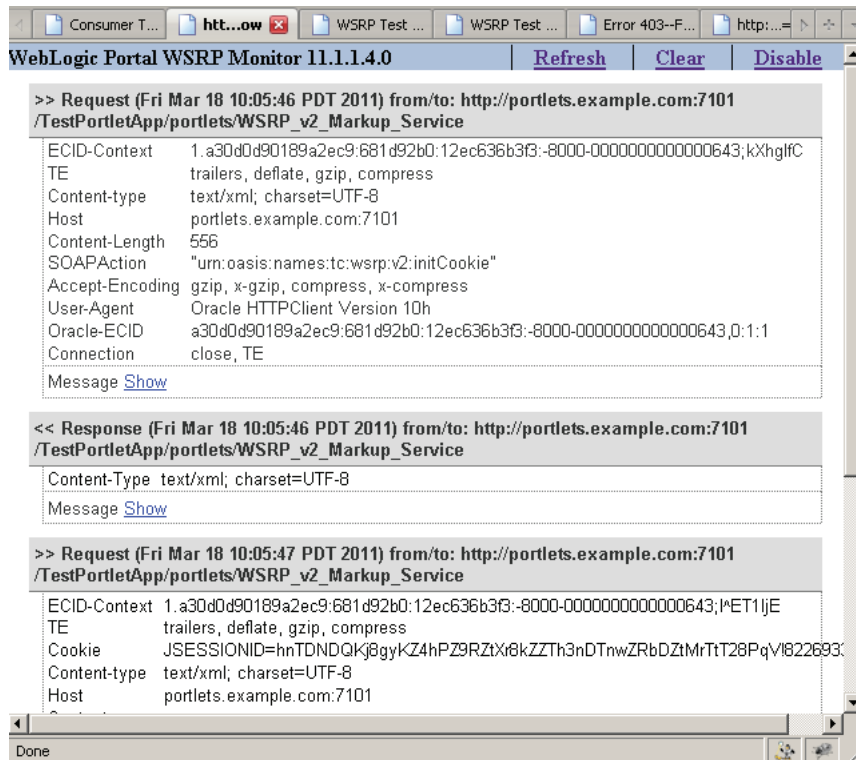 Consumer T...
htt...ow
WSRP Test ...
WSRP Test ...
Error 403--F...
http:...=
WebLogic Portal WSRP Monitor 11.1.1.4.0
Refresh
Clear
Disable
>> Request (Fri Mar 18 10:05:46 PDT 2011) from/to: http://portlets.example.com:7101
/TestPortletApp/portlets/WSRP_v2_Markup_Service
ECID-Context 1.a30d0d90189a2ec9:681d92b0:12ec636b3f3:-8000-0000000000000643;kXhgIfC
TE trailers, deflate, gzip, compress
Content-type text/xml; charset=UTF-8
Host portlets.example.com:7101
Content-Length 556
SOAPAction "urn:oasis:names:tc:wsrp:v2:initCookie"
Accept-Encoding gzip, x-gzip, compress, x-compress
User-Agent Oracle HTTPClient Version 10h
Oracle-ECID a30d0d90189a2ec9:681d92b0:12ec636b3f3:-8000-0000000000000643,0:1:1
Connection close, TE
Message Show
<< Response (Fri Mar 18 10:05:46 PDT 2011) from/to: http://portlets.example.com:7101
/TestPortletApp/portlets/WSRP_v2_Markup_Service
Content-Type text/xml; charset=UTF-8
Message Show
>> Request (Fri Mar 18 10:05:47 PDT 2011) from/to: http://portlets.example.com:7101
/TestPortletApp/portlets/WSRP_v2_Markup_Service
ECID-Context 1.a30d0d90189a2ec9:681d92b0:12ec636b3f3:-8000-0000000000000643;I^ET1IjE
TE trailers, deflate, gzip, compress
Cookie
Content-type text/xml; charset=UTF-8
Host portlets.example.com:7101
Done